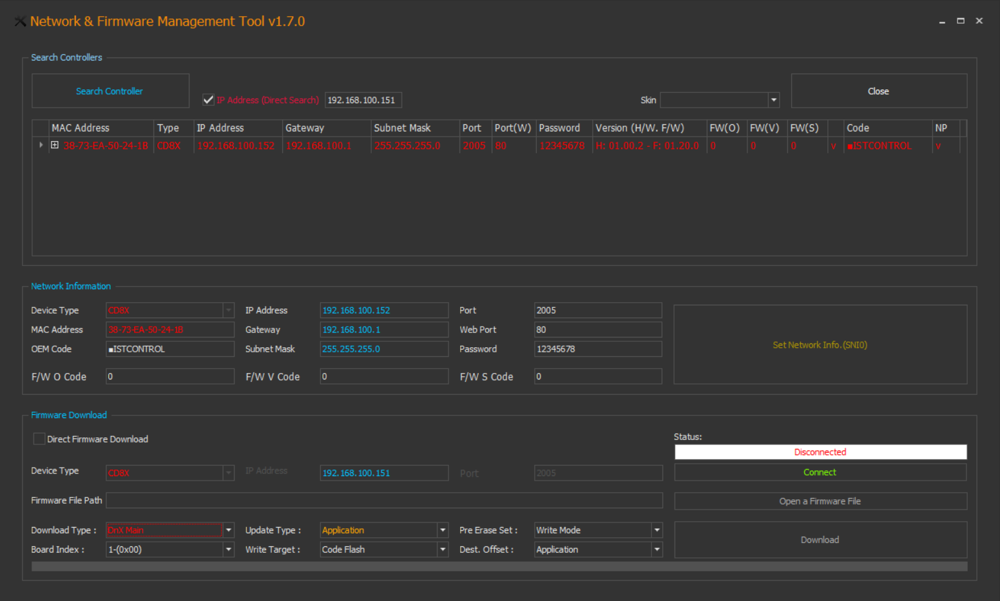 Network & Firmware Management Tool v1.7.0
Search Controllers
Search Controller
IP Address (Direct Search) 192.168.100.151
Skin
Close
MAC Address Type IP Address Gateway Subnet Mask Port Port(W) Password Version (H/W. F/W) FW(O) FW(V) FW(S) Code NP
38-73-EA-50-24-1B CD8X 192.168.100.152 192.168.100.1 255.255.255.0 2005 80 12345678 H: 01.00.2 - F: 01.20.0 0 0 0 v ■ISTCONTROL v
Network Information
Device Type CD8X IP Address 192.168.100.152 Port 2005
MAC Address 38-73-EA-50-24-1B Gateway 192.168.100.1 Web Port 80
OEM Code ■ISTCONTROL Subnet Mask 255.255.255.0 Password 12345678
Set Network Info.(SNI0)
F/W O Code 0 F/W V Code 0 F/W S Code 0
Firmware Download
Direct Firmware Download
Status:
Disconnected
Device Type CD8X IP Address 192.168.100.151 Port 2005
Connect
Firmware File Path
Open a Firmware File
Download Type : DnX Main Update Type : Application Pre Erase Set : Write Mode
Board Index : 1-(0x00) Write Target : Code Flash Dest. Offset : Application
Download